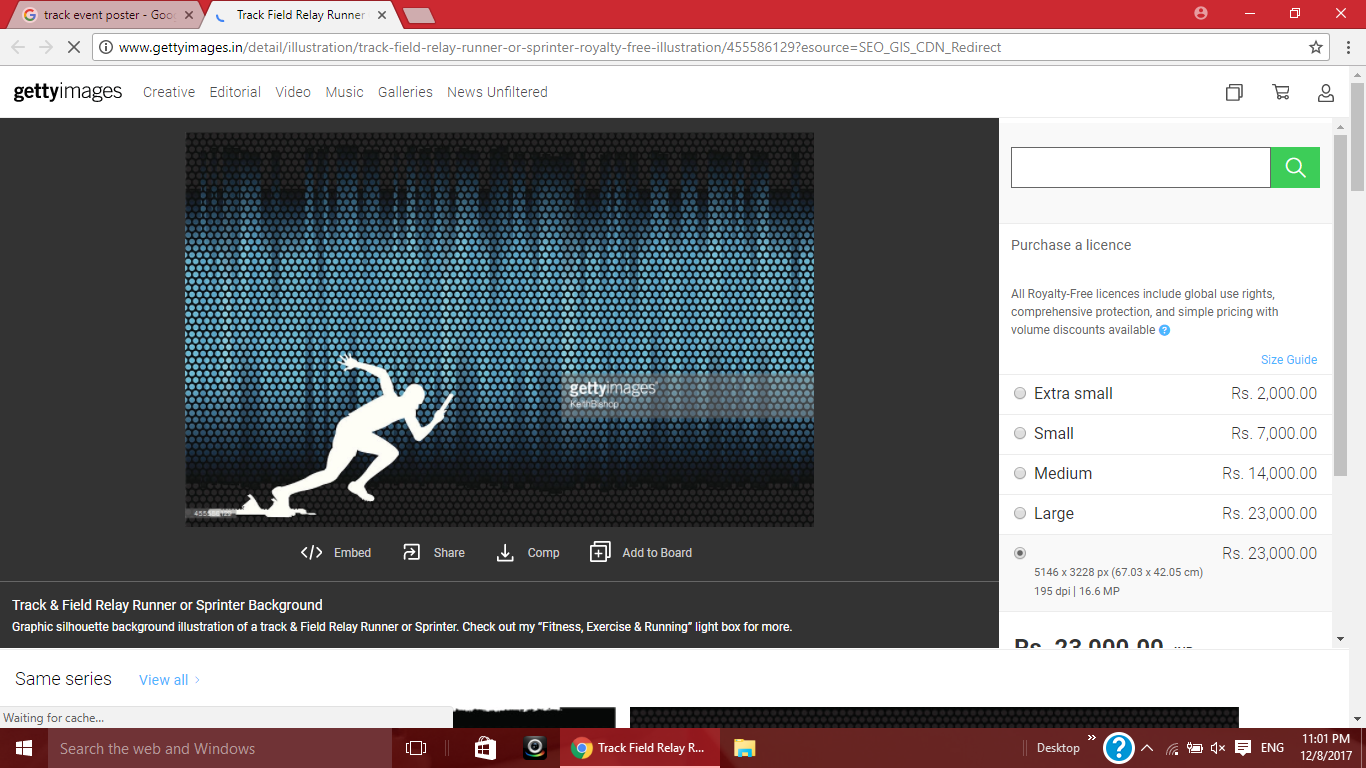 track event poster - Goo
Track Field Relay Runner
www.gettyimages.in/detail/illustration/track-field-relay-runner-or-sprinter-royalty-free-illustration/455586129?esource=SEO_GIS_CDN_Redirect
gettyimages Creative Editorial Video Music Galleries News Unfiltered
gettyimages
KeithBishop
455586129
Embed Share Comp Add to Board
Track & Field Relay Runner or Sprinter Background
Graphic silhouette background illustration of a track & Field Relay Runner or Sprinter. Check out my “Fitness, Exercise & Running” light box for more.
Purchase a licence
All Royalty-Free licences include global use rights,
comprehensive protection, and simple pricing with
volume discounts available ?
Size Guide
Extra small Rs. 2,000.00
Small Rs. 7,000.00
Medium Rs. 14,000.00
Large Rs. 23,000.00
Rs. 23,000.00
5146 x 3228 px (67.03 x 42.05 cm)
195 dpi | 16.6 MP
Rs. 23,000.00
Same series View all
Waiting for cache...
Search the web and Windows
Track Field Relay R...
Desktop
ENG
11:01 PM
12/8/2017